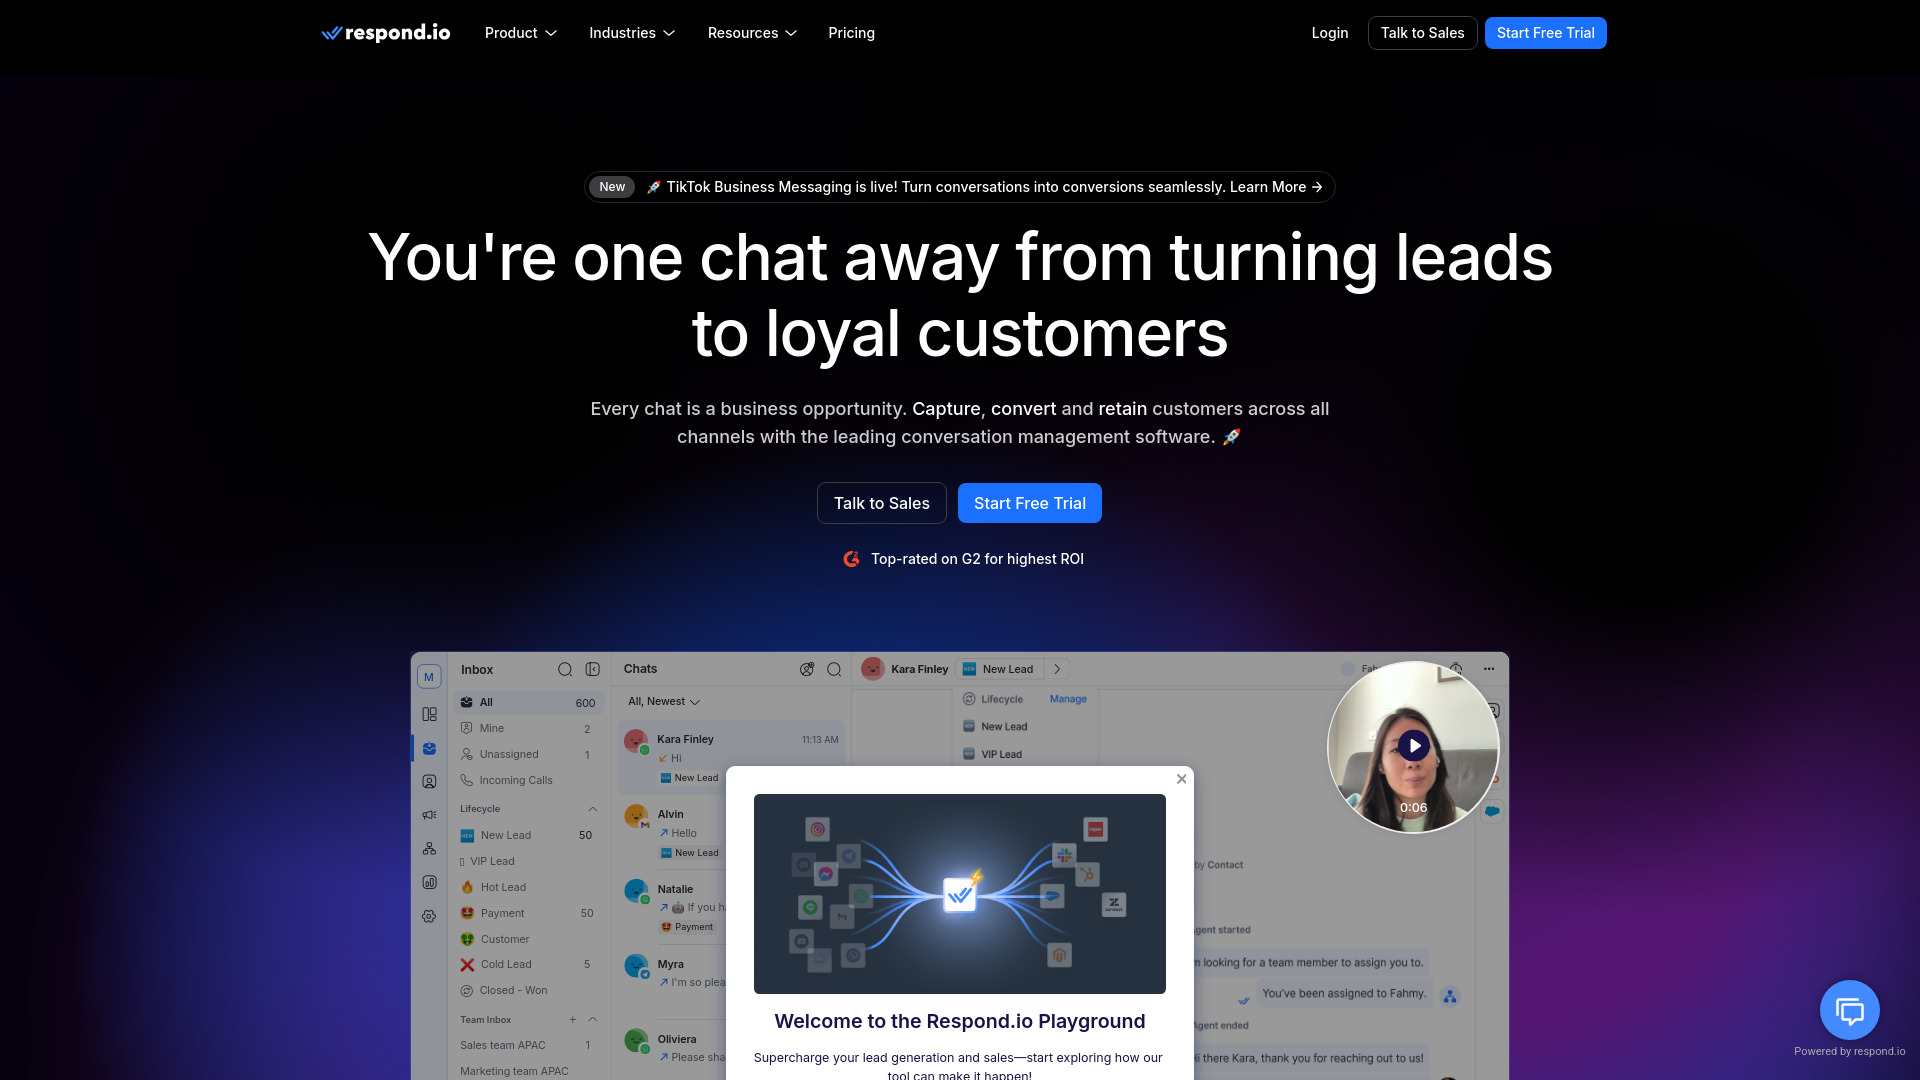 respond.io
Product
Industries
Resources
Pricing
Login
Talk to Sales
Start Free Trial
New
🚀 TikTok Business Messaging is live! Turn conversations into conversions seamlessly. Learn More →
You're one chat away from turning leads
to loyal customers
Every chat is a business opportunity. Capture, convert and retain customers across all
channels with the leading conversation management software. 🚀
Talk to Sales
Start Free Trial
Top-rated on G2 for highest ROI
M
Inbox
All 600
Mine 2
Unassigned 1
Incoming Calls
Lifecycle
New Lead 50
VIP Lead
Hot Lead
Payment 50
Customer
Cold Lead 5
Closed - Won
Team Inbox
Sales team APAC 1
Marketing team APAC
Chats
All, Newest
Kara Finley 11:13 AM
Hi
New Lead
Alvin
Hello
New Lead
Natalie
If you h
Payment
Myra
I'm so plea
Oliviera
Please sha
Kara Finley
New Lead
Lifecycle Manage
New Lead
VIP Lead
0:06
by Contact
Agent started
looking for a team member to assign you to.
You've been assigned to Fahmy.
Agent ended
Hi there Kara, thank you for reaching out to us!
Welcome to the Respond.io Playground
Supercharge your lead generation and sales—start exploring how our
tool can make it happen!
Powered by respond.io